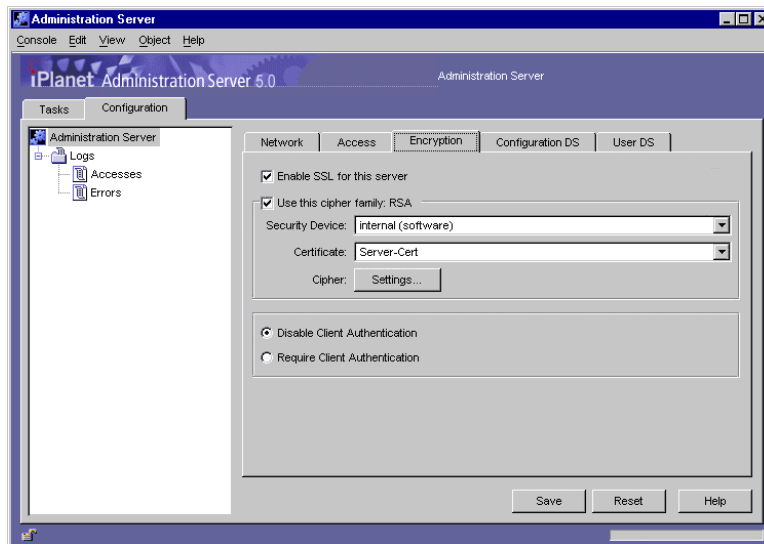 Administration Server
Console Edit View Object Help
iPlanet Administration Server 5.0
Administration Server
Tasks Configuration
Administration Server
Logs
Accesses
Errors
Network Access Encryption Configuration DS User DS
Enable SSL for this server
Use this cipher family: RSA
Security Device: internal (software)
Certificate: Server-Cert
Cipher: Settings...
Disable Client Authentication
Require Client Authentication
Save Reset Help